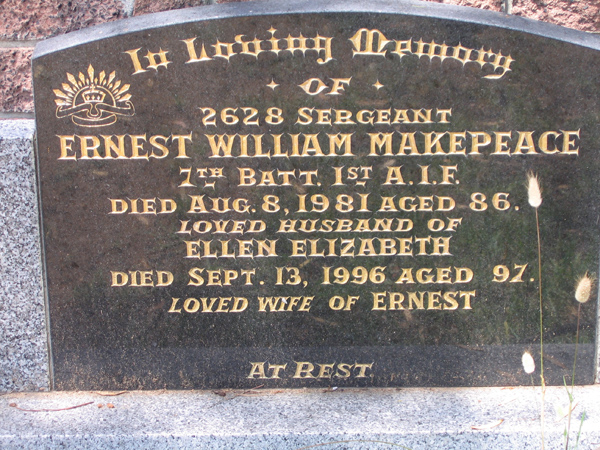 In Loving Memory
OF
2628 SERGEANT
ERNEST WILLIAM MAKEPEACE
7TH BATT. 1ST A.I.F.
DIED AUG. 8, 1981 AGED 86.
LOVED HUSBAND OF
ELLEN ELIZABETH
DIED SEPT. 13, 1996 AGED 97.
LOVED WIFE OF ERNEST
AT REST